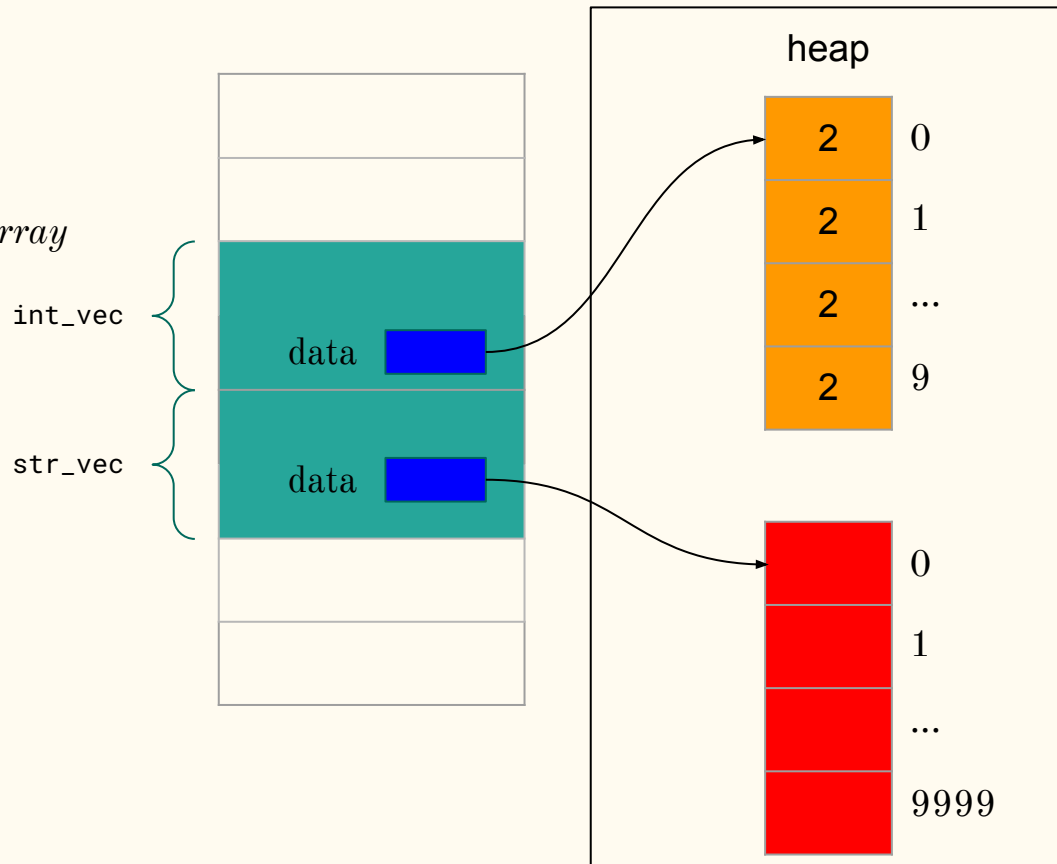 heap
2 0
rray
2 1
int_vec
2 ...
data
2 9
str_vec
data
0
1
...
9999